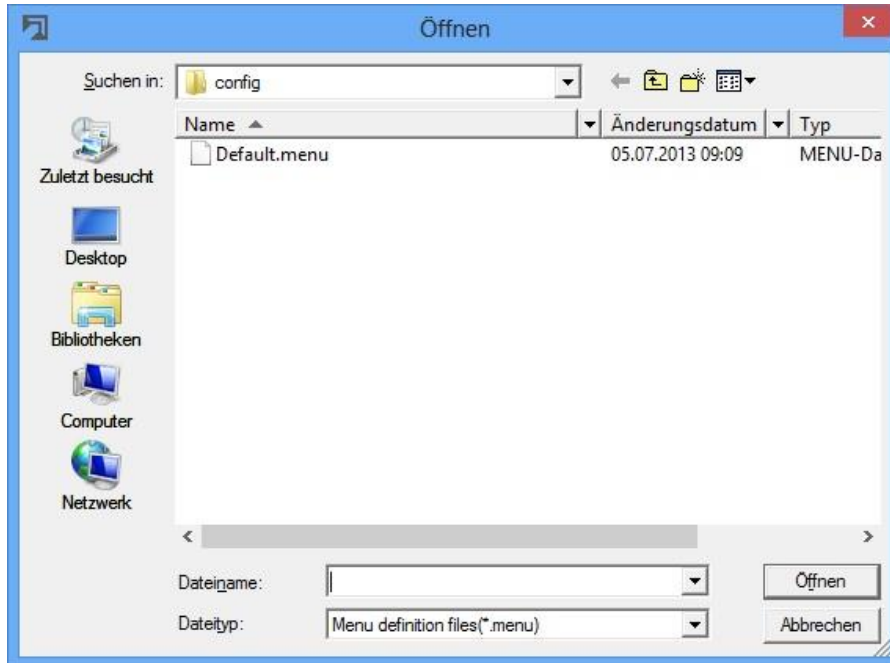 Öffnen
Suchen in: config
Name Änderungsdatum Typ
Default.menu 05.07.2013 09:09 MENU-Da
Zuletzt besucht
Desktop
Bibliotheken
Computer
Netzwerk
Dateiname: Öffnen
Dateityp: Menu definition files(*.menu) Abbrechen